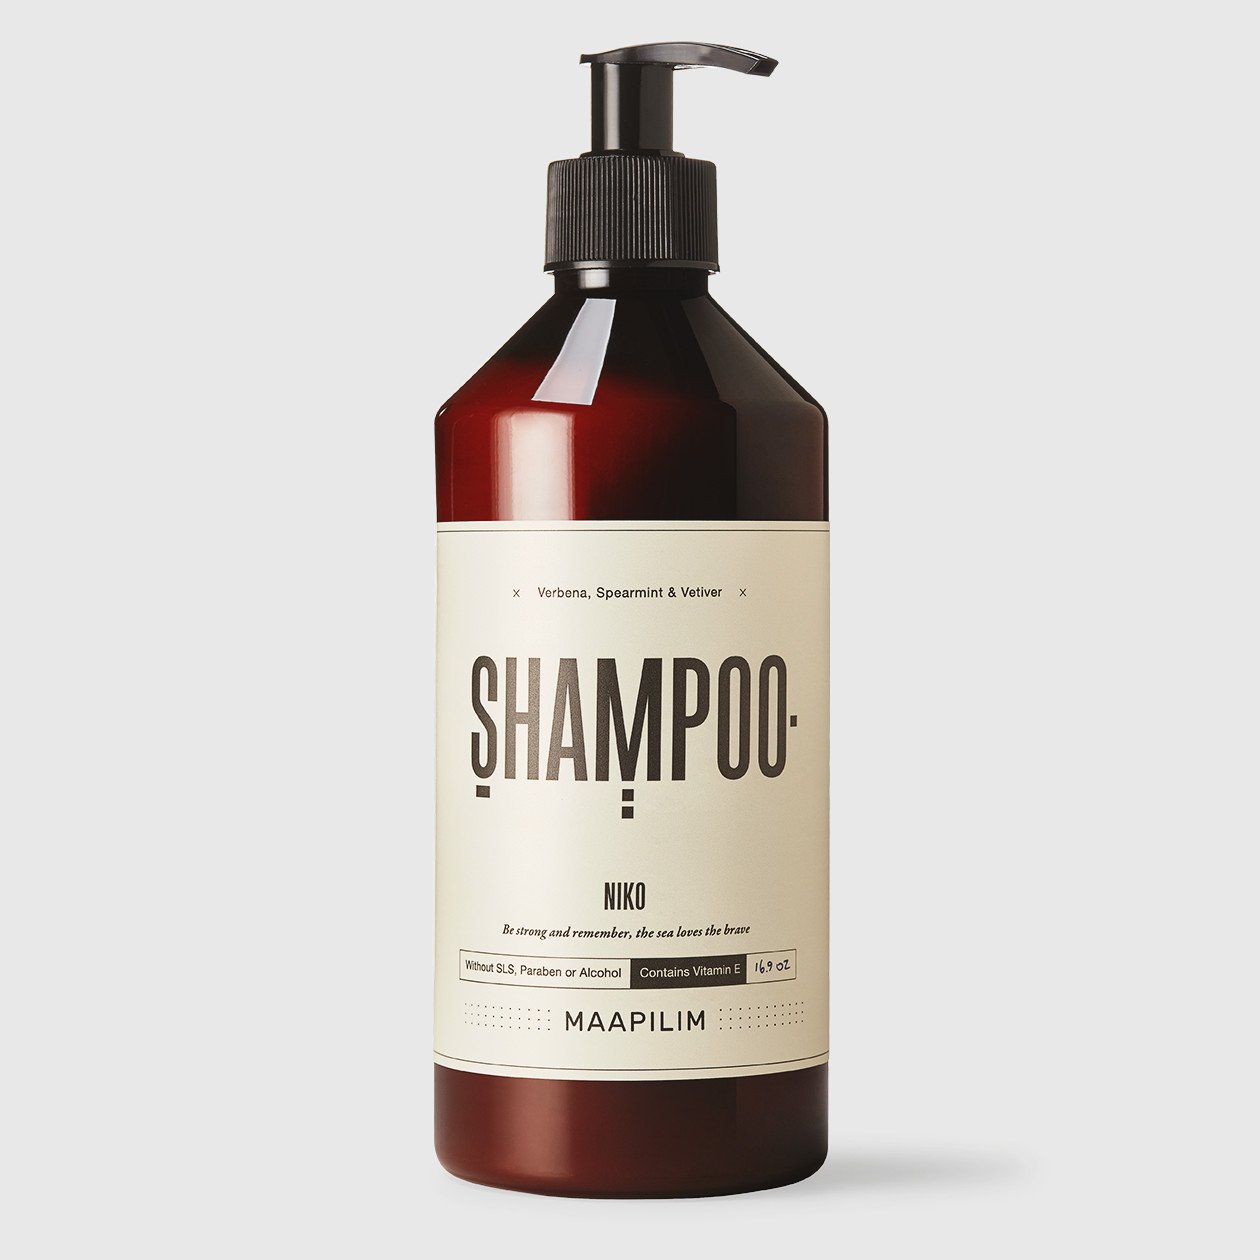 x Verbena, Spearmint & Vetiver x
SHAMPOO
NIKO
Be strong and remember, the sea loves the brave
Without SLS, Paraben or Alcohol Contains Vitamin E 16.9 OZ
MAAPILIM